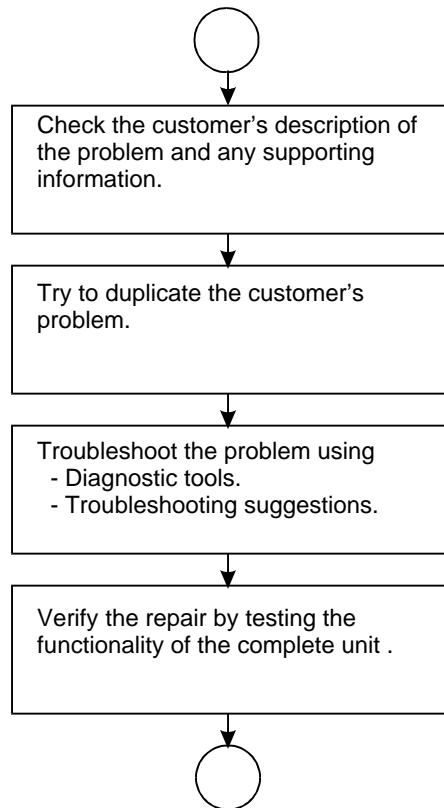 Check the customer’s description of
the problem and any supporting
information.
Try to duplicate the customer’s
problem.
Troubleshoot the problem using
- Diagnostic tools.
- Troubleshooting suggestions.
Verify the repair by testing the
functionality of the complete unit .